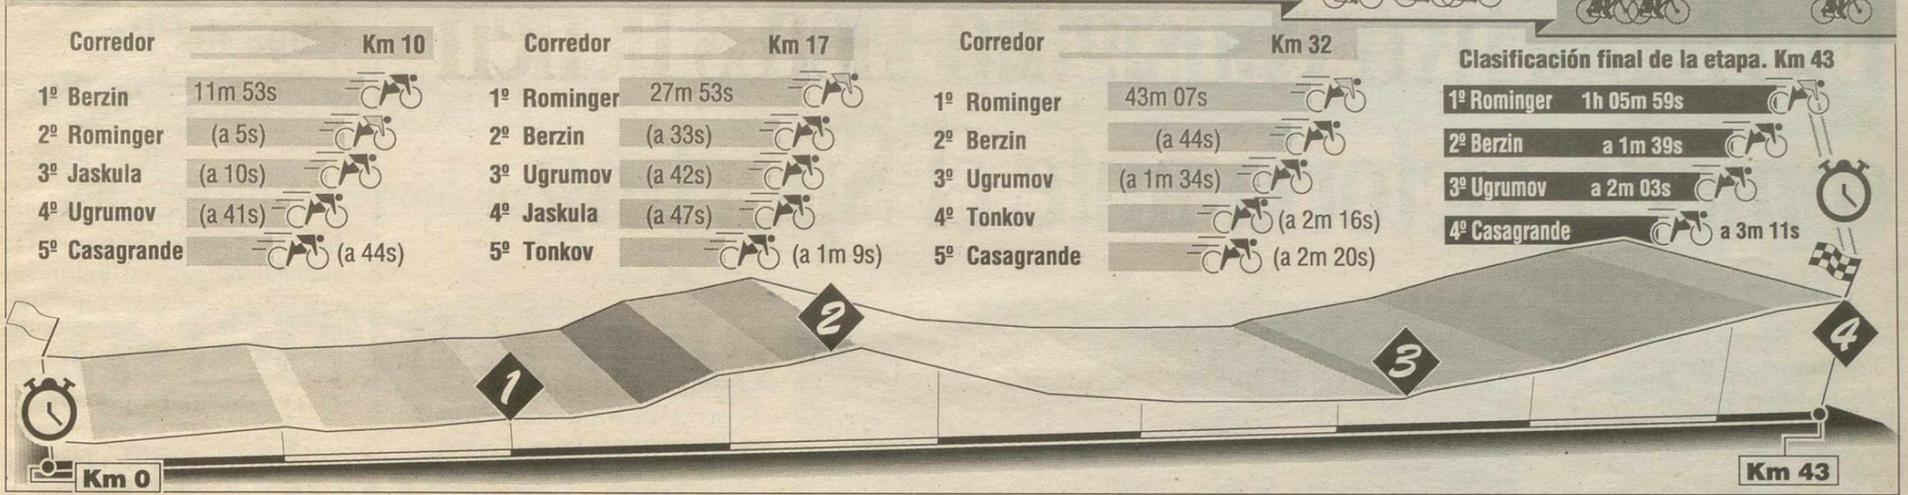 Corredor Km 10
1º Berzin 11m 53s
2º Rominger (a 5s)
3º Jaskula (a 10s)
4º Ugrumov (a 41s)
5º Casagrande (a 44s)
Corredor Km 17
1º Rominger 27m 53s
2º Berzin (a 33s)
3º Ugrumov (a 42s)
4º Jaskula (a 47s)
5º Tonkov (a 1m 9s)
Corredor Km 32
1º Rominger 43m 07s
2º Berzin (a 44s)
3º Ugrumov (a 1m 34s)
4º Tonkov (a 2m 16s)
5º Casagrande (a 2m 20s)
Clasificación final de la etapa. Km 43
1º Rominger 1h 05m 59s
2º Berzin a 1m 39s
3º Ugrumov a 2m 03s
4º Casagrande a 3m 11s
1
2
3
4
Km 0
Km 43